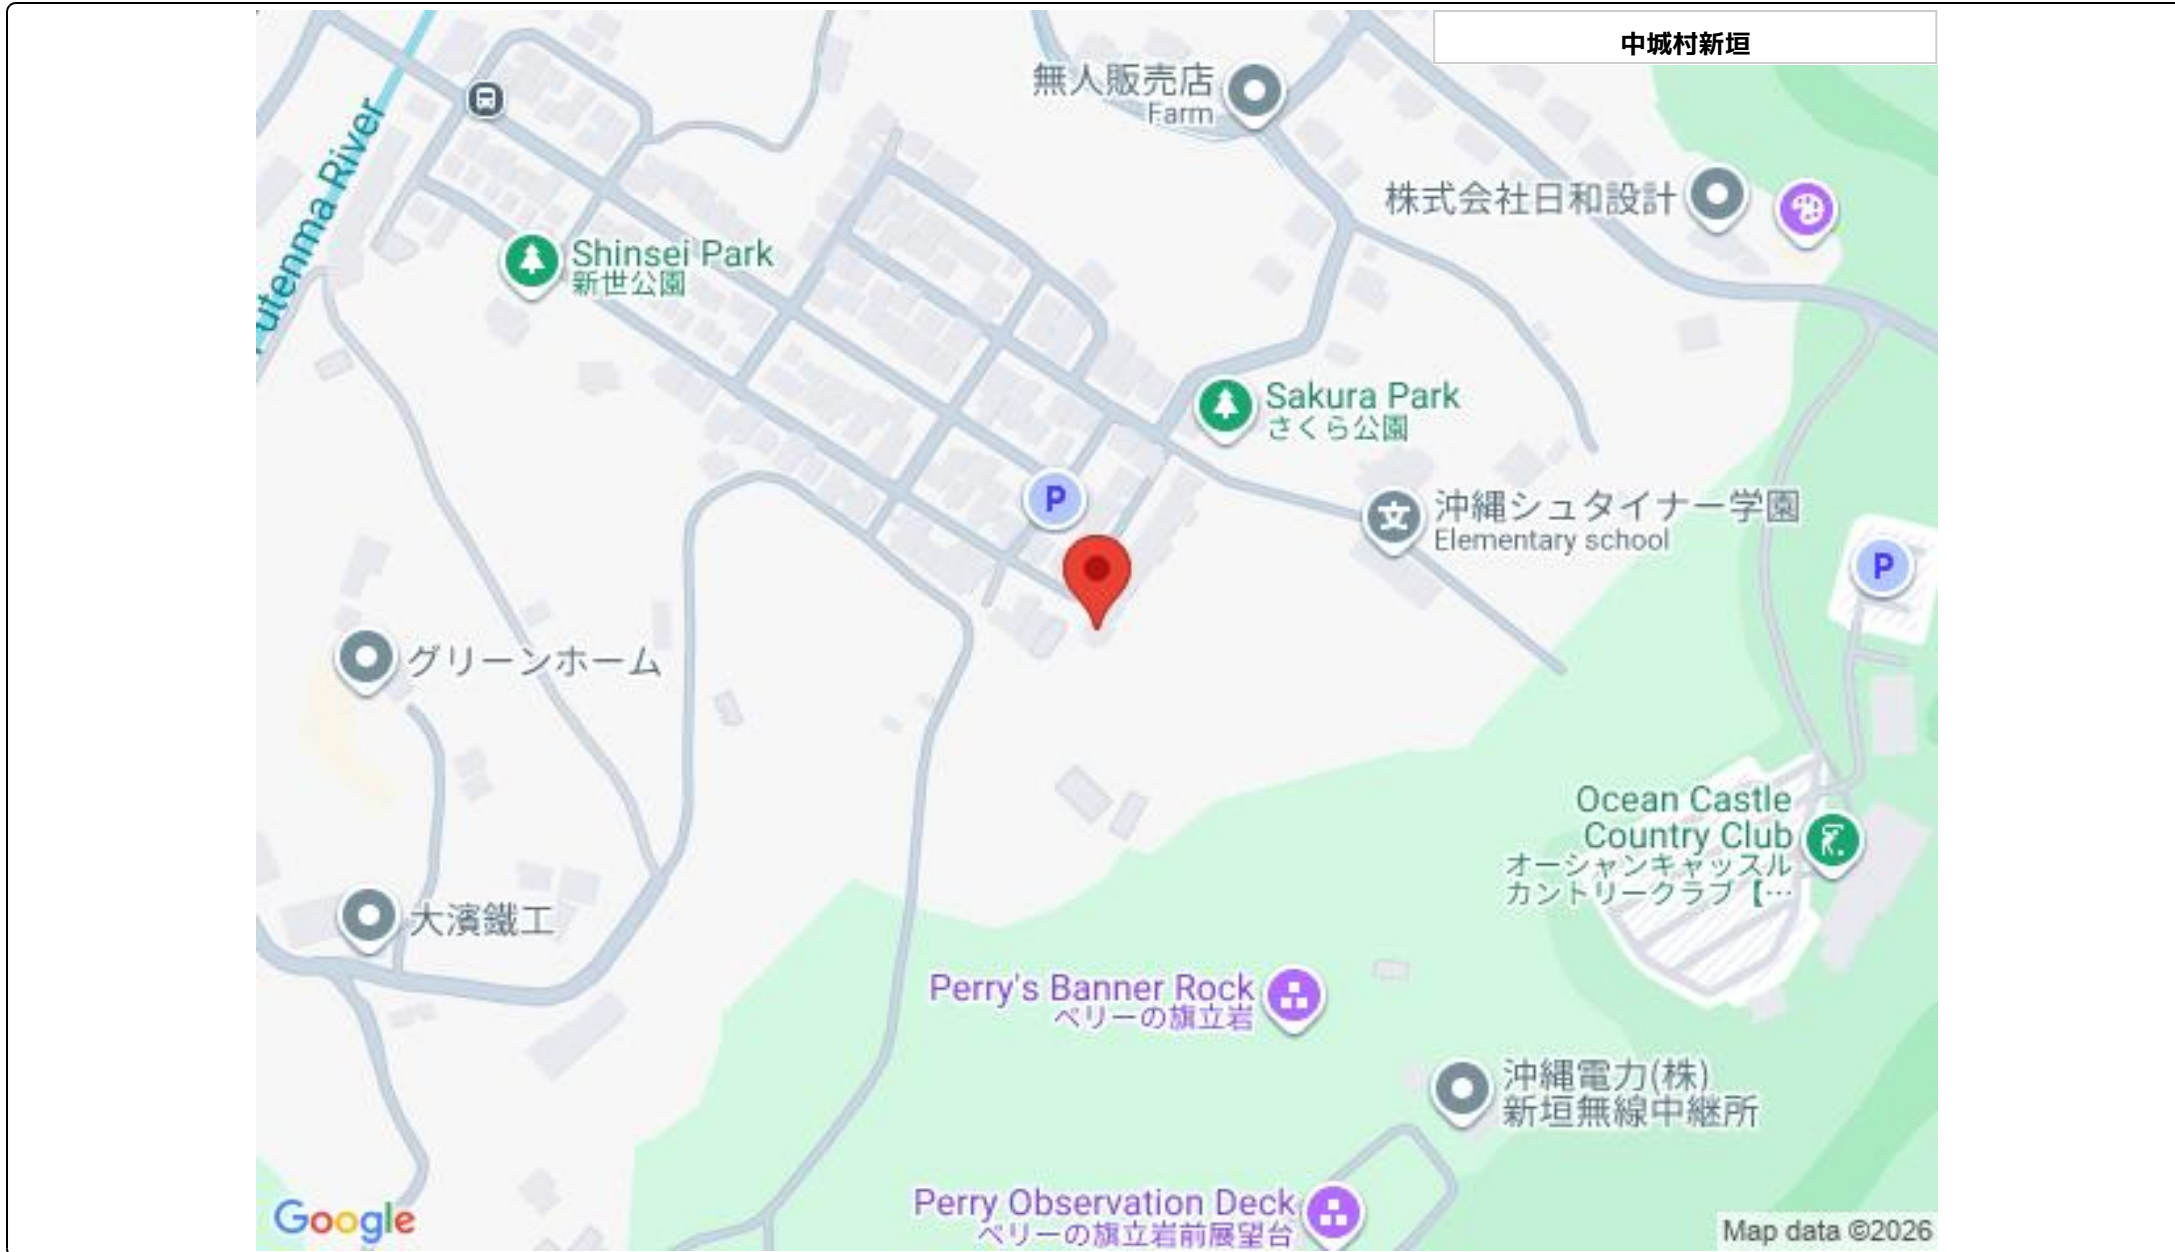 中城村新垣
無人販売店
Farm
株式会社日和設計
Shinsei Park
新世公園
Sakura Park
さくら公園
P
沖縄シュタイナー学園
Elementary school
文
P
グリーンホーム
Ocean Castle
Country Club
オーシャンキャッスル
カントリークラブ【…
大濱鐵工
Perry's Banner Rock
ペリーの旗立岩
沖縄電力(株)
新垣無線中継所
Perry Observation Deck
ペリーの旗立岩前展望台
Google
Map data ©2026